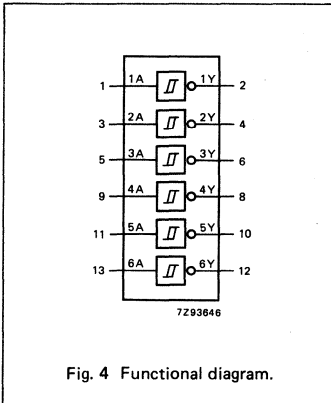 1 1A 1Y 2
3 2A 2Y 4
5 3A 3Y 6
9 4A 4Y 8
11 5A 5Y 10
13 6A 6Y 12
7Z93646
Fig. 4 Functional diagram.